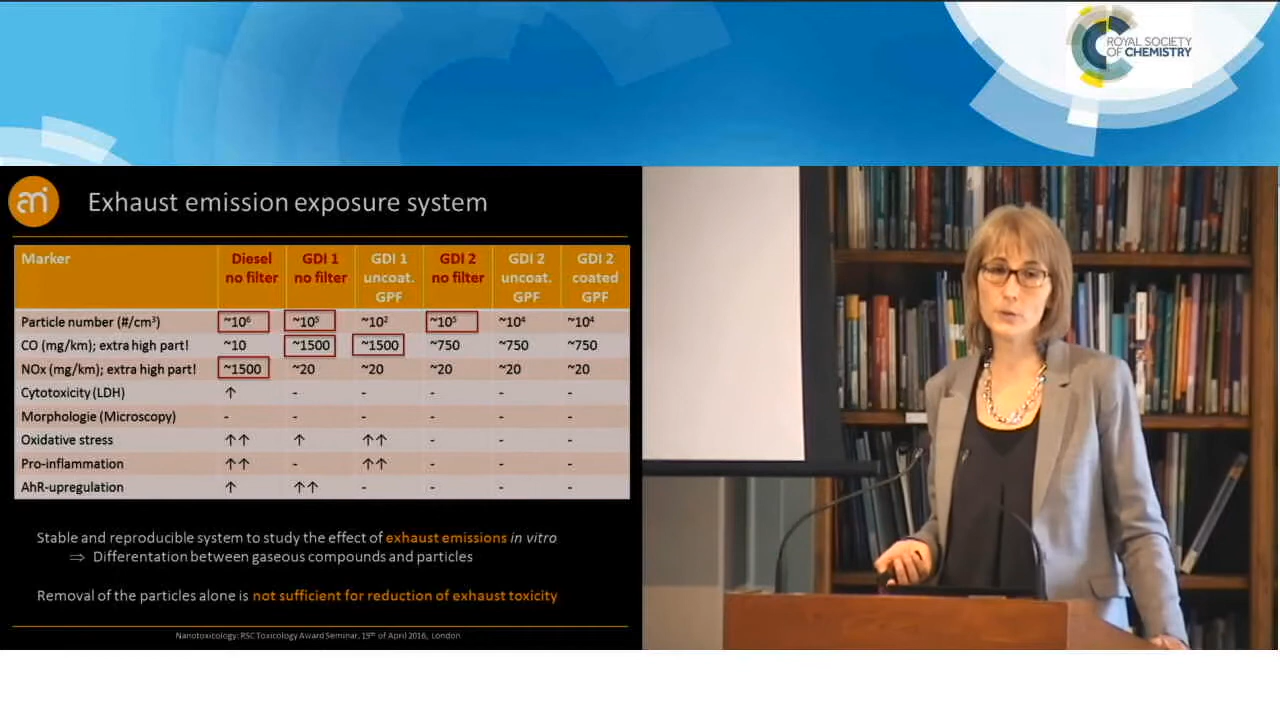 ROYAL SOCIETY
OF CHEMISTRY
ami
Exhaust emission exposure system
Marker Diesel no filter GDI 1 no filter GDI 1 uncoat. GPF GDI 2 no filter GDI 2 uncoat. GPF GDI 2 coated GPF
Particle number (#/cm³) ~10⁶ ~10⁵ ~10² ~10⁵ ~10⁴ ~10⁴
CO (mg/km); extra high part! ~10 ~1500 ~1500 ~750 ~750 ~750
NOx (mg/km); extra high part! ~1500 ~20 ~20 ~20 ~20 ~20
Cytotoxicity (LDH) ↑ - - - - -
Morphologie (Microscopy) - - - - - -
Oxidative stress ↑↑ ↑ ↑↑ - - -
Pro-inflammation ↑↑ - ↑↑ - - -
AhR-upregulation ↑ ↑↑ - - - -
Stable and reproducible system to study the effect of exhaust emissions in vitro
⇒ Differentation between gaseous compounds and particles
Removal of the particles alone is not sufficient for reduction of exhaust toxicity
Nanotoxicology: RSC Toxicology Award Seminar, 19th of April 2016, London